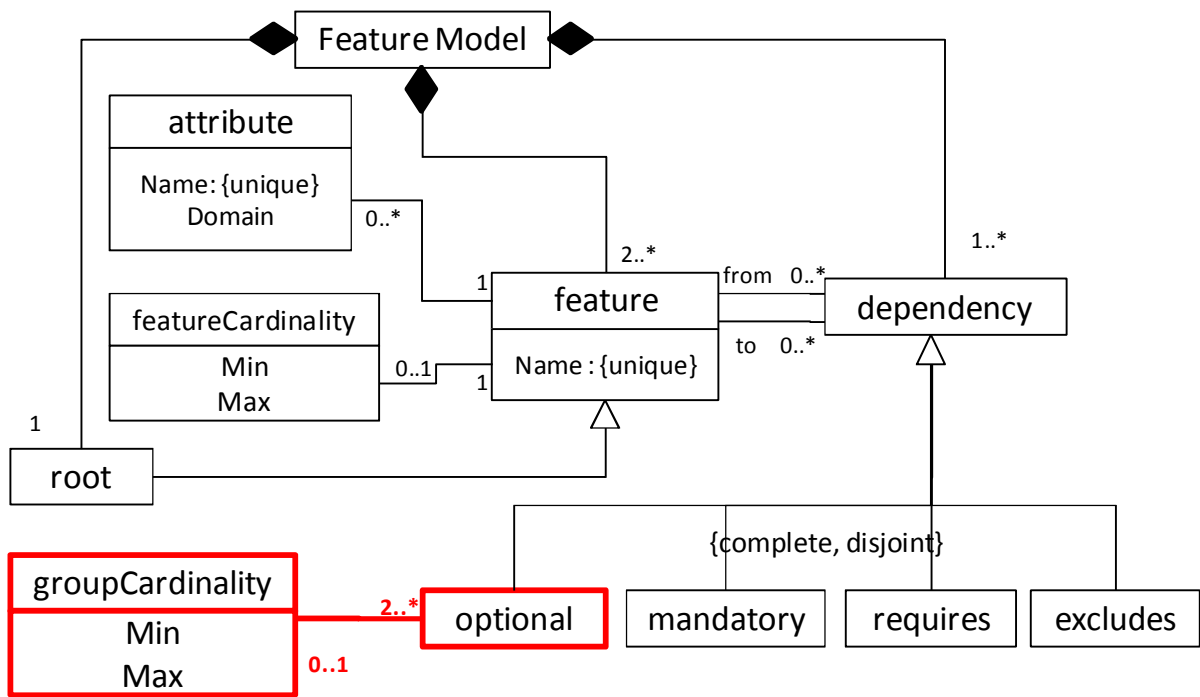 Feature Model
attribute
Name: {unique}
Domain
0..*
2..*
1..*
1
feature
from 0..*
dependency
featureCardinality
to 0..*
Min
Max
0..1
1
Name : {unique}
1
root
{complete, disjoint}
groupCardinality
Min
Max
2..*
0..1
optional
mandatory
requires
excludes